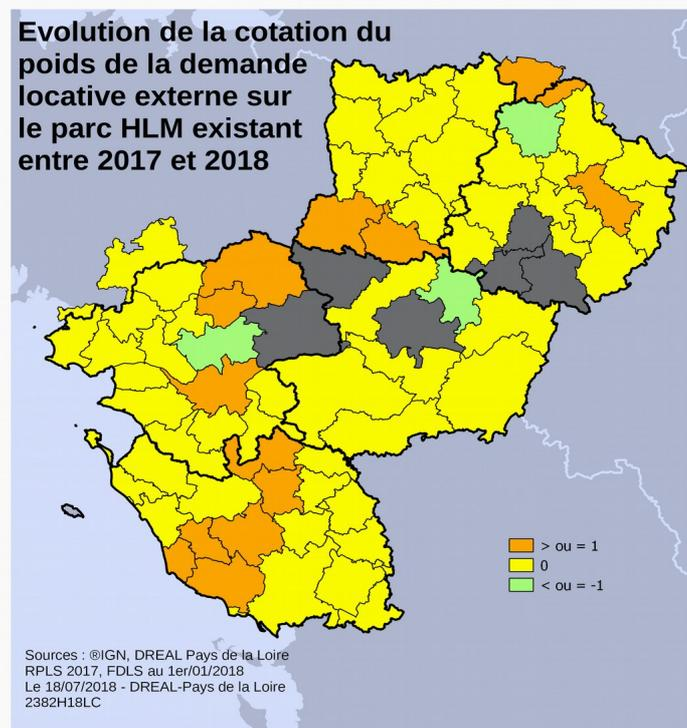 Evolution de la cotation du
poids de la demande
locative externe sur
le parc HLM existant
entre 2017 et 2018
> ou = 1
0
< ou = -1
Sources : ®IGN, DREAL Pays de la Loire
RPLS 2017, FDLS au 1er/01/2018
Le 18/07/2018 - DREAL-Pays de la Loire
2382H18LC